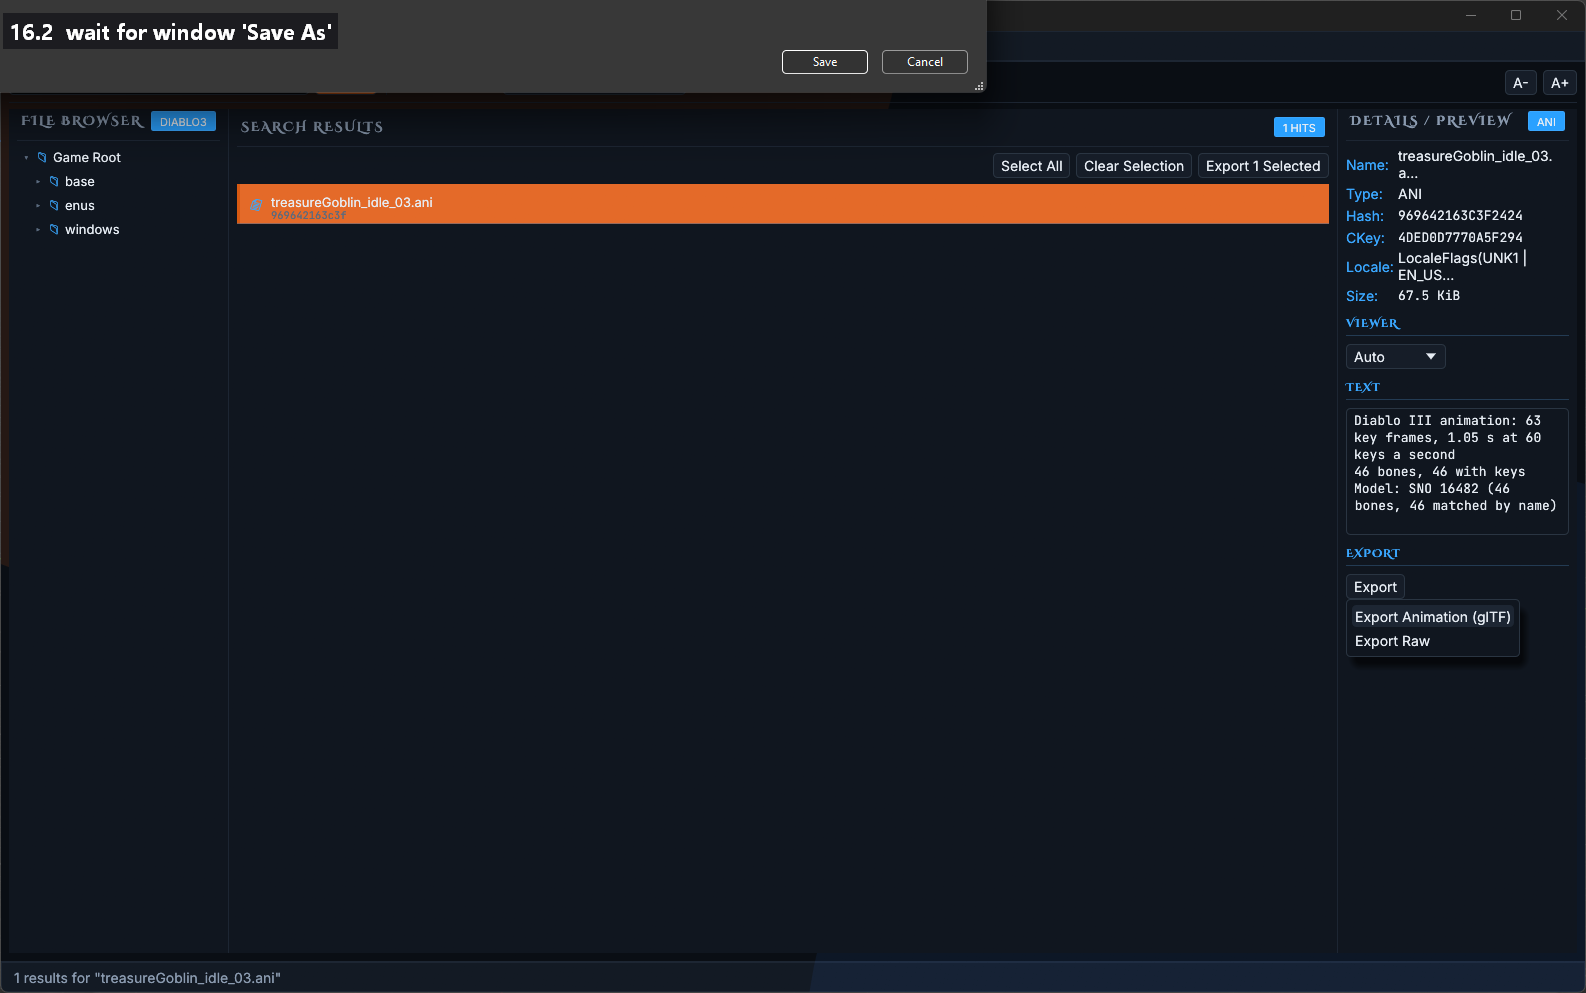 16.2 wait for window 'Save As'
Save
Cancel
A-
A+
FILE BROWSER
DIABLO3
Game Root
base
enus
windows
SEARCH RESULTS
1 HITS
Select All
Clear Selection
Export 1 Selected
treasureGoblin_idle_03.ani
969642163c3f
DETAILS / PREVIEW
ANI
Name: treasureGoblin_idle_03.
a...
Type: ANI
Hash: 969642163C3F2424
CKey: 4DED0D7770A5F294
Locale: LocaleFlags(UNK1 |
EN_US...
Size: 67.5 KiB
VIEWER
Auto
TEXT
Diablo III animation: 63
key frames, 1.05 s at 60
keys a second
46 bones, 46 with keys
Model: SNO 16482 (46
bones, 46 matched by name)
EXPORT
Export
Export Animation (glTF)
Export Raw
1 results for "treasureGoblin_idle_03.ani"